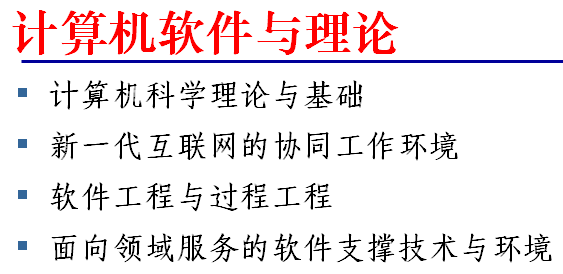 计算机软件与理论
计算机科学理论与基础
新一代互联网的协同工作环境
软件工程与过程工程
面向领域服务的软件支撑技术与环境